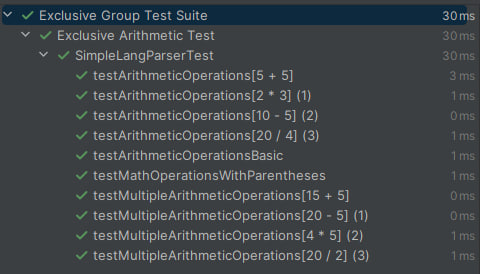 Exclusive Group Test Suite 30 ms
Exclusive Arithmetic Test 30 ms
SimpleLangParserTest 30 ms
testArithmeticOperations[5 + 5] 3 ms
testArithmeticOperations[2 * 3] (1) 1 ms
testArithmeticOperations[10 - 5] (2) 0 ms
testArithmeticOperations[20 / 4] (3) 1 ms
testArithmeticOperationsBasic 1 ms
testMathOperationsWithParentheses 1 ms
testMultipleArithmeticOperations[15 + 5] 0 ms
testMultipleArithmeticOperations[20 - 5] (1) 0 ms
testMultipleArithmeticOperations[4 * 5] (2) 1 ms
testMultipleArithmeticOperations[20 / 2] (3) 1 ms